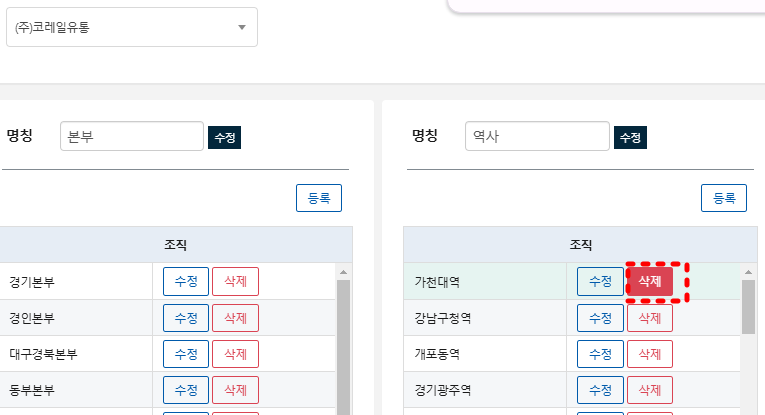 (주)코레일유통
명칭 본부 수정
등록
조직
경기본부 수정 삭제
경인본부 수정 삭제
대구경북본부 수정 삭제
동부본부 수정 삭제
명칭 역사 수정
등록
조직
가천대역 수정 삭제
강남구청역 수정 삭제
개포동역 수정 삭제
경기광주역 수정 삭제